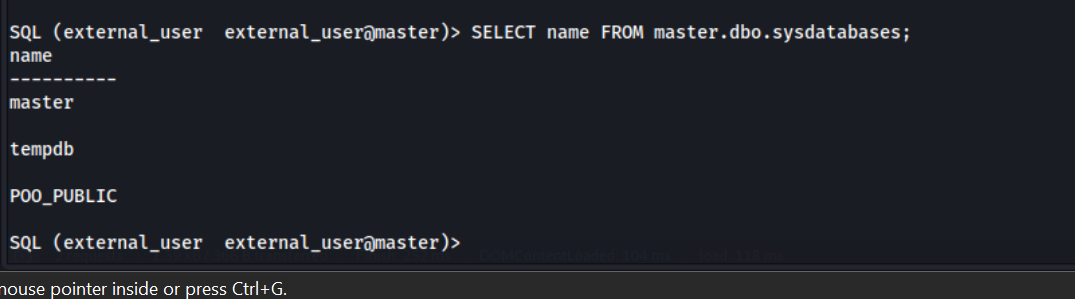 SQL (external_user  external_user@master)> SELECT name FROM master.dbo.sysdatabases;
name
----------
master
tempdb
POO_PUBLIC
SQL (external_user  external_user@master)>
mouse pointer inside or press Ctrl+G.